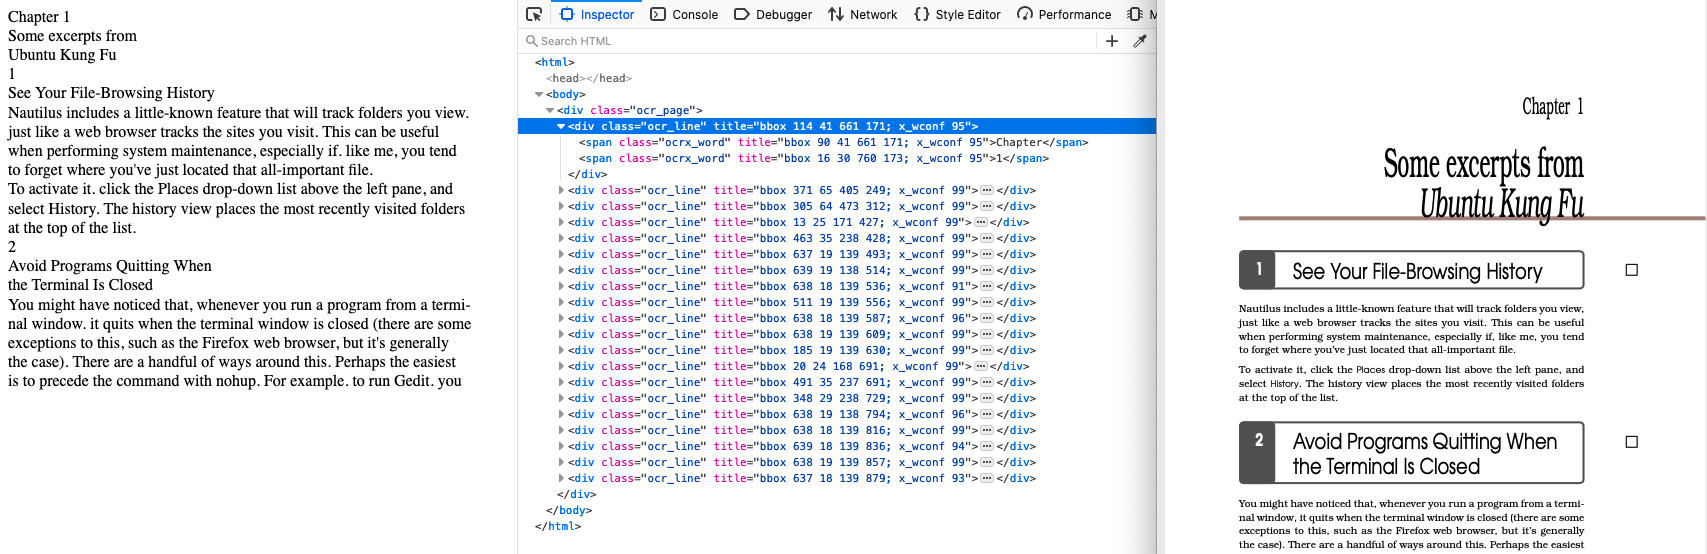 Chapter 1
Some excerpts from
Ubuntu Kung Fu
1
See Your File-Browsing History
Nautilus includes a little-known feature that will track folders you view.
just like a web browser tracks the sites you visit. This can be useful
when performing system maintenance, especially if. like me, you tend
to forget where you've just located that all-important file.
To activate it. click the Places drop-down list above the left pane, and
select History. The history view places the most recently visited folders
at the top of the list.
2
Avoid Programs Quitting When
the Terminal Is Closed
You might have noticed that, whenever you run a program from a termi-
nal window. it quits when the terminal window is closed (there are some
exceptions to this, such as the Firefox web browser, but it's generally
the case). There are a handful of ways around this. Perhaps the easiest
is to precede the command with nohup. For example. to run Gedit. you
Inspector Console Debugger Network Style Editor Performance M
Search HTML
<html>
<head></head>
<body>
<div class="ocr_page">
<div class="ocr_line" title="bbox 114 41 661 171; x_wconf 95">
<span class="ocrx_word" title="bbox 90 41 661 171; x_wconf 95">Chapter</span>
<span class="ocrx_word" title="bbox 16 30 760 173; x_wconf 95">1</span>
</div>
<div class="ocr_line" title="bbox 371 65 405 249; x_wconf 99">…</div>
<div class="ocr_line" title="bbox 305 64 473 312; x_wconf 99">…</div>
<div class="ocr_line" title="bbox 13 25 171 427; x_wconf 99">…</div>
<div class="ocr_line" title="bbox 463 35 238 428; x_wconf 99">…</div>
<div class="ocr_line" title="bbox 637 19 139 493; x_wconf 99">…</div>
<div class="ocr_line" title="bbox 639 19 138 514; x_wconf 99">…</div>
<div class="ocr_line" title="bbox 638 18 139 536; x_wconf 91">…</div>
<div class="ocr_line" title="bbox 511 19 139 556; x_wconf 99">…</div>
<div class="ocr_line" title="bbox 638 18 139 587; x_wconf 96">…</div>
<div class="ocr_line" title="bbox 638 19 139 609; x_wconf 99">…</div>
<div class="ocr_line" title="bbox 185 19 139 630; x_wconf 99">…</div>
<div class="ocr_line" title="bbox 20 24 168 691; x_wconf 99">…</div>
<div class="ocr_line" title="bbox 491 35 237 691; x_wconf 99">…</div>
<div class="ocr_line" title="bbox 348 29 238 729; x_wconf 99">…</div>
<div class="ocr_line" title="bbox 638 19 138 794; x_wconf 96">…</div>
<div class="ocr_line" title="bbox 638 18 139 816; x_wconf 99">…</div>
<div class="ocr_line" title="bbox 639 18 139 836; x_wconf 94">…</div>
<div class="ocr_line" title="bbox 638 19 139 857; x_wconf 99">…</div>
<div class="ocr_line" title="bbox 637 18 139 879; x_wconf 93">…</div>
</div>
</body>
</html>
Chapter 1
Some excerpts from
Ubuntu Kung Fu
1 See Your File-Browsing History
Nautilus includes a little-known feature that will track folders you view,
just like a web browser tracks the sites you visit. This can be useful
when performing system maintenance, especially if, like me, you tend
to forget where you've just located that all-important file.
To activate it, click the Places drop-down list above the left pane, and
select History. The history view places the most recently visited folders
at the top of the list.
2 Avoid Programs Quitting When
the Terminal Is Closed
You might have noticed that, whenever you run a program from a termi-
nal window, it quits when the terminal window is closed (there are some
exceptions to this, such as the Firefox web browser, but it's generally
the case). There are a handful of ways around this. Perhaps the easiest